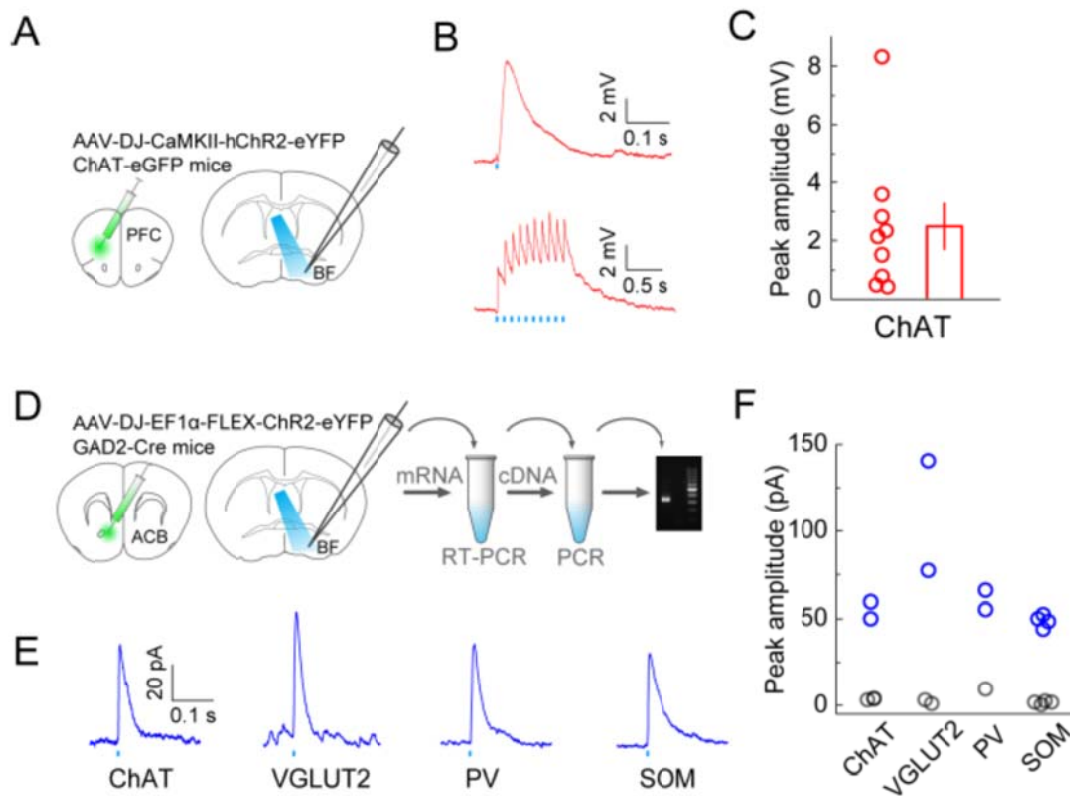 A
AAV-DJ-CaMKII-hChR2-eYFP
ChAT-eGFP mice
PFC
BF
B
2 mV
0.1 s
2 mV
0.5 s
C
Peak amplitude (mV)
8
6
4
2
0
ChAT
D
AAV-DJ-EF1α-FLEX-ChR2-eYFP
GAD2-Cre mice
ACB
BF
mRNA
cDNA
RT-PCR
PCR
E
20 pA
0.1 s
ChAT
VGLUT2
PV
SOM
F
Peak amplitude (pA)
150
100
50
0
ChAT
VGLUT2
PV
SOM